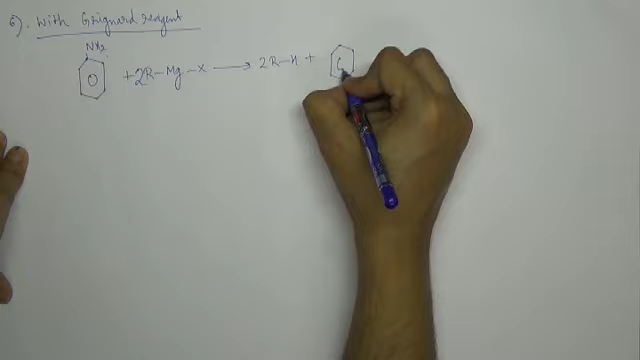 6). With Grignard reagent
NH2
+ 2R-Mg-X ⟶ 2R-H +